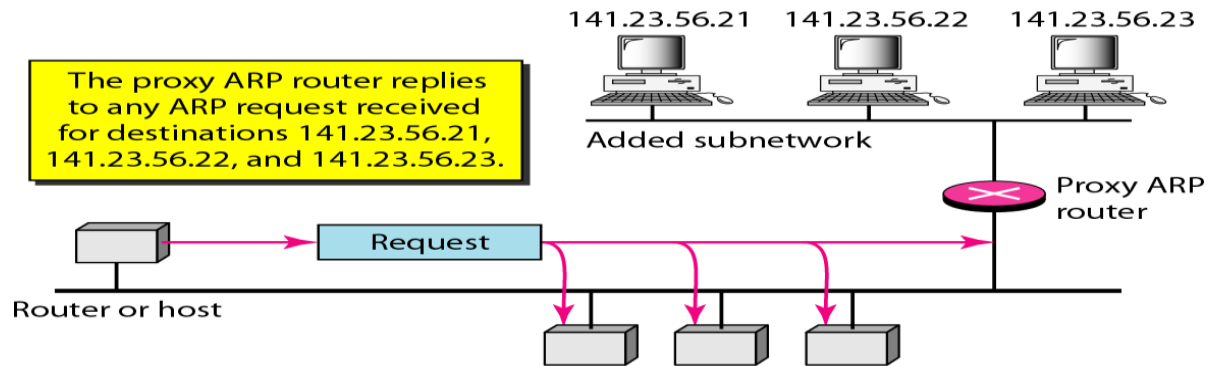 141.23.56.21
141.23.56.22
141.23.56.23
The proxy ARP router replies
to any ARP request received
for destinations 141.23.56.21,
141.23.56.22, and 141.23.56.23.
Added subnetwork
Proxy ARP
router
Request
Router or host